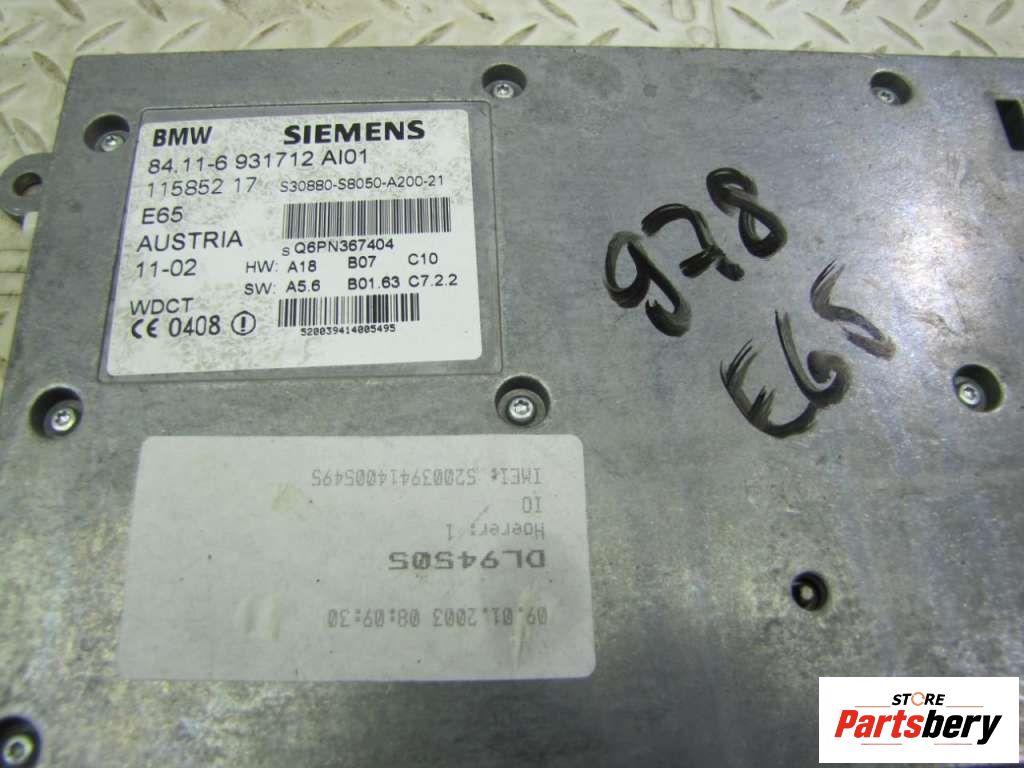 BMW SIEMENS
84.11-6 931712 AI01
115852 17 S30880-S8050-A200-21
E65
AUSTRIA
S Q6PN367404
11-02 HW: A18 B07 C10
SW: A5.6 B01.63 C7.2.2
WDCT
CE 0408
520039414005495
978
E65
09.01.2003 08:09:30
DL94505
Hoerer: 1
IO
IMEI: 520039414005495
STORE
Partsbery